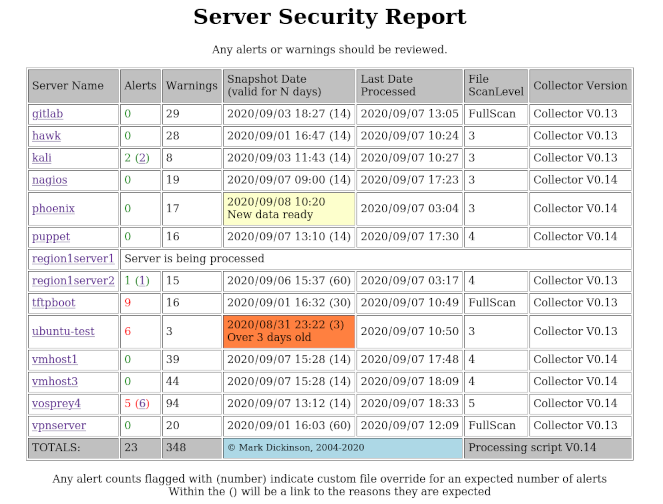 Server Security Report
Any alerts or warnings should be reviewed.
Server Name Alerts Warnings Snapshot Date (valid for N days) Last Date Processed File ScanLevel Collector Version
gitlab 0 29 2020/09/03 18:27 (14) 2020/09/07 13:05 FullScan Collector V0.13
hawk 0 28 2020/09/01 16:47 (14) 2020/09/07 10:24 3 Collector V0.13
kali 2 (2) 8 2020/09/03 11:43 (14) 2020/09/07 10:27 3 Collector V0.13
nagios 0 19 2020/09/07 09:00 (14) 2020/09/07 17:23 3 Collector V0.14
phoenix 0 17 2020/09/08 10:20 New data ready 2020/09/07 03:04 3 Collector V0.14
puppet 0 16 2020/09/07 13:10 (14) 2020/09/07 17:30 4 Collector V0.14
region1server1 Server is being processed
region1server2 1 (1) 15 2020/09/06 15:37 (60) 2020/09/07 03:17 4 Collector V0.13
tftpboot 9 16 2020/09/01 16:32 (30) 2020/09/07 10:49 FullScan Collector V0.13
ubuntu-test 6 3 2020/08/31 23:22 (3) Over 3 days old 2020/09/07 10:50 3 Collector V0.13
vmhost1 0 39 2020/09/07 15:28 (14) 2020/09/07 17:48 4 Collector V0.14
vmhost3 0 44 2020/09/07 15:28 (14) 2020/09/07 18:09 4 Collector V0.14
vosprey4 5 (6) 94 2020/09/07 13:12 (14) 2020/09/07 18:33 5 Collector V0.14
vpnserver 0 20 2020/09/01 16:03 (60) 2020/09/07 12:09 FullScan Collector V0.13
TOTALS: 23 348 © Mark Dickinson, 2004-2020 Processing script V0.14
Any alert counts flagged with (number) indicate custom file override for an expected number of alerts
Within the () will be a link to the reasons they are expected